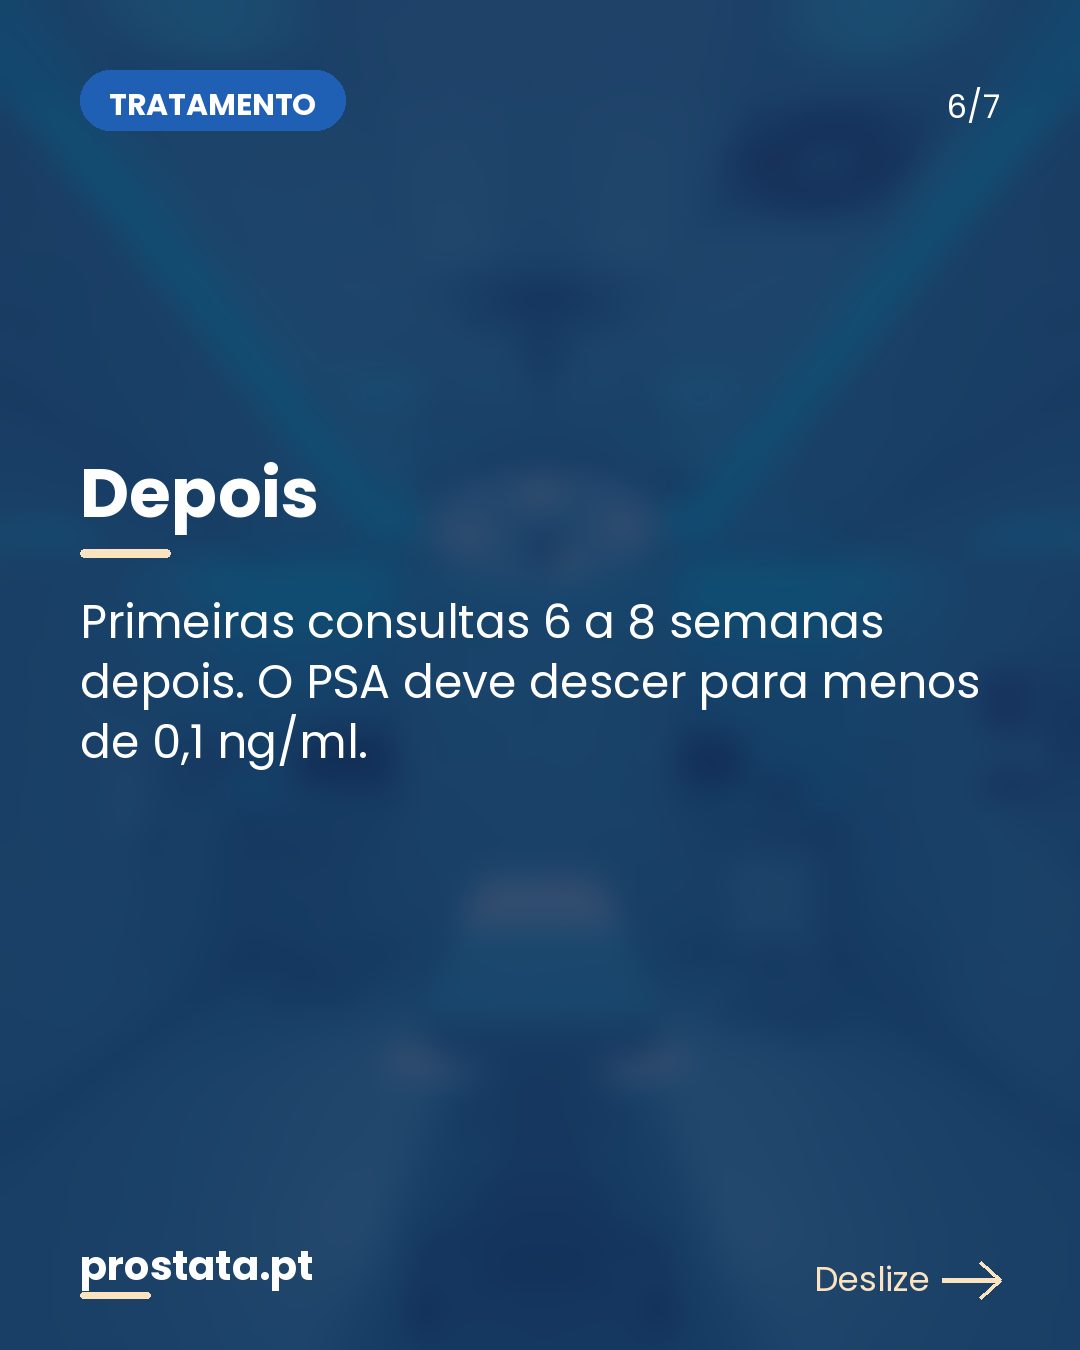 TRATAMENTO
6/7
Depois
Primeiras consultas 6 a 8 semanas
depois. O PSA deve descer para menos
de 0,1 ng/ml.
prostata.pt
Deslize